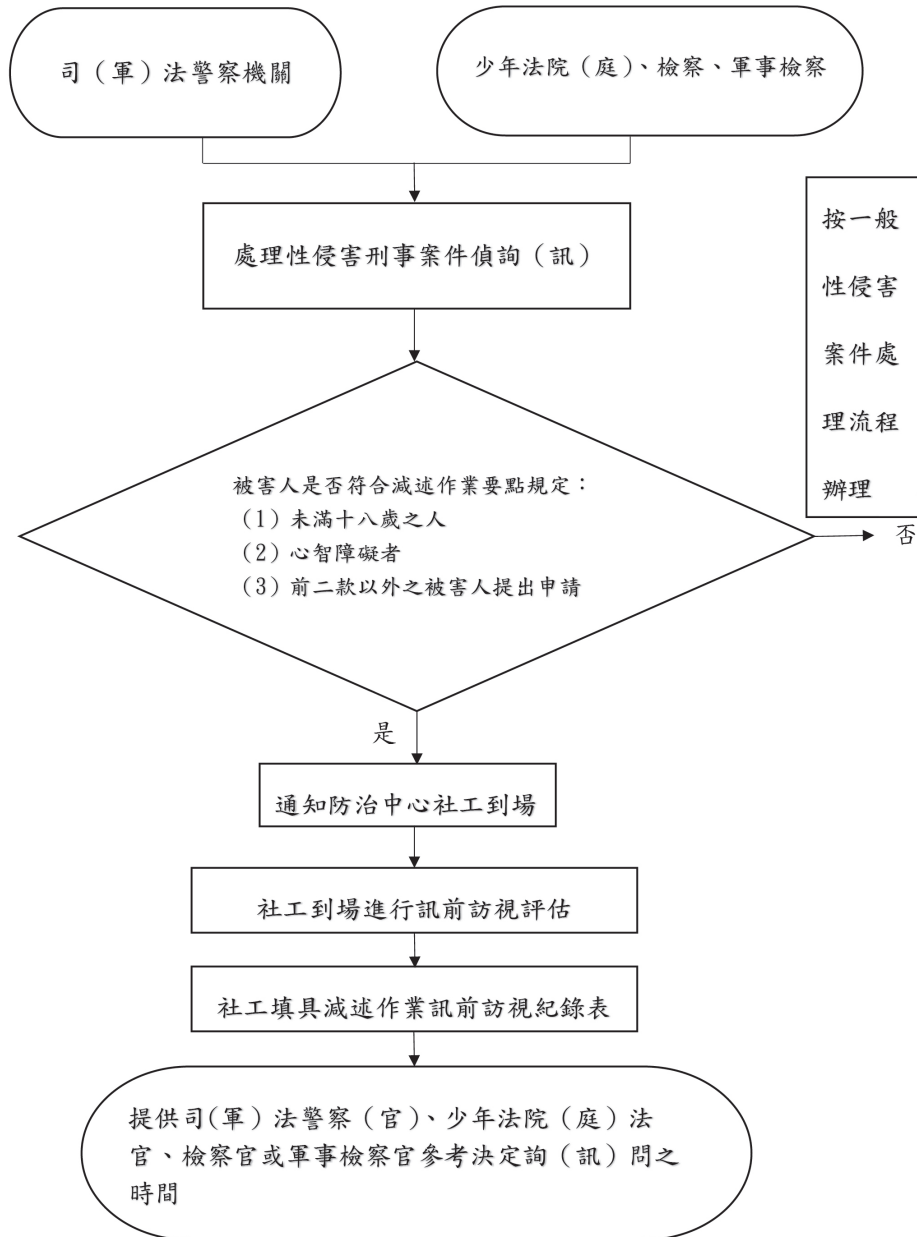 司（軍）法警察機關
少年法院（庭）、檢察、軍事檢察
處理性侵害刑事案件偵詢（訊）
按一般
性侵害
案件處
理流程
辦理
被害人是否符合減述作業要點規定：
（1）未滿十八歲之人
（2）心智障礙者
（3）前二款以外之被害人提出申請
否
是
通知防治中心社工到場
社工到場進行訊前訪視評估
社工填具減述作業訊前訪視紀錄表
提供司(軍）法警察（官）、少年法院（庭）法
官、檢察官或軍事檢察官參考決定詢（訊）問之
時間